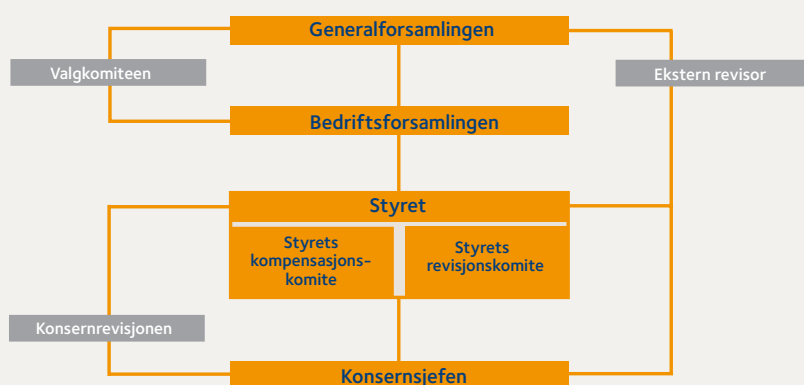 Generalforsamlingen
Valgkomiteen
Ekstern revisor
Bedriftsforsamlingen
Styret
Styrets
kompensasjons-
komite
Styrets
revisjonskomite
Konsernrevisjonen
Konsernsjefen